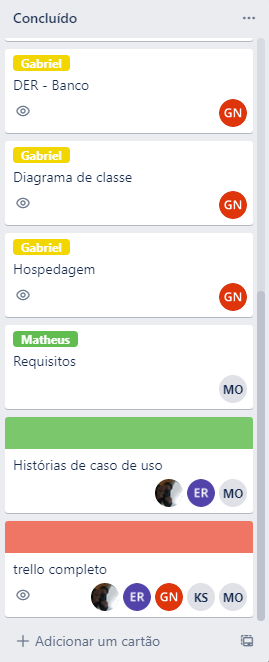 Concluído
Gabriel
DER - Banco
GN
Gabriel
Diagrama de classe
GN
Gabriel
Hospedagem
GN
Matheus
Requisitos
MO
Histórias de caso de uso
ER MO
trello completo
ER GN KS MO
Adicionar um cartão